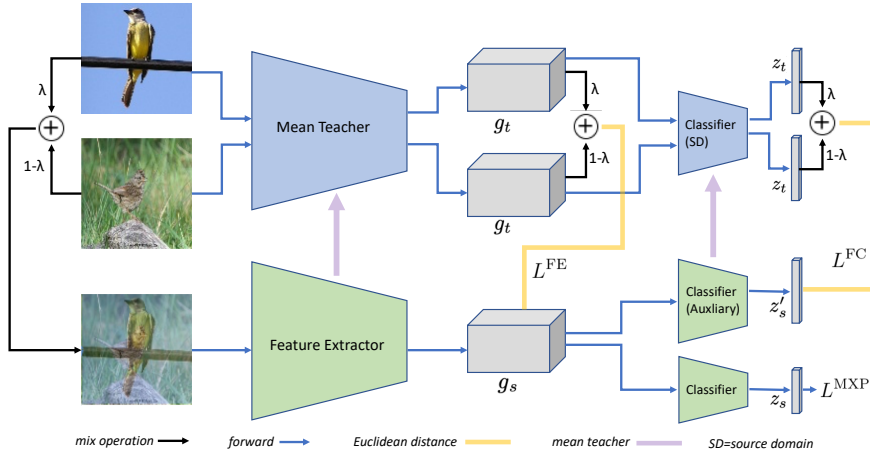 λ
1-λ
Mean Teacher
g_t
g_t
λ
1-λ
Classifier
(SD)
z_t
z_t
λ
1-λ
Feature Extractor
L^FE
g_s
Classifier
(Auxliary)
z_s'
L^FC
Classifier
z_s
L^MXP
mix operation
forward
Euclidean distance
mean teacher
SD=source domain